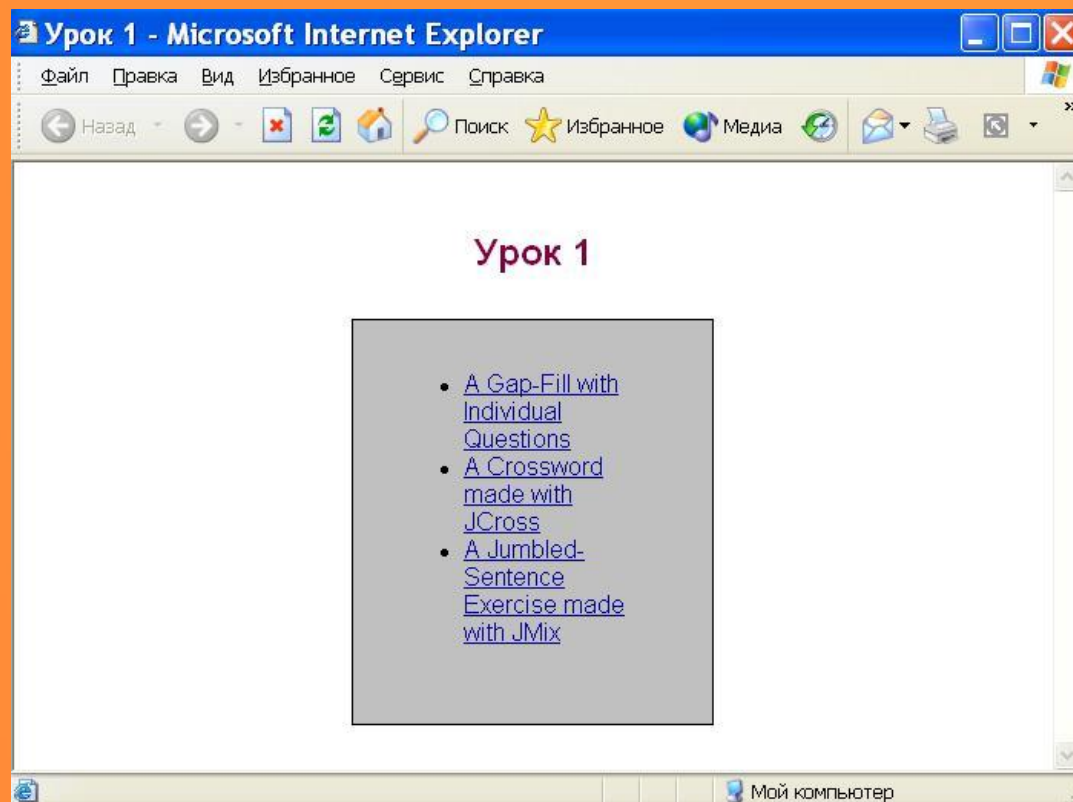 Урок 1 - Microsoft Internet Explorer
Файл Правка Вид Избранное Сервис Справка
Назад Поиск Избранное Медиа »
Урок 1
A Gap-Fill with
Individual
Questions
A Crossword
made with
JCross
A Jumbled-
Sentence
Exercise made
with JMix
Мой компьютер